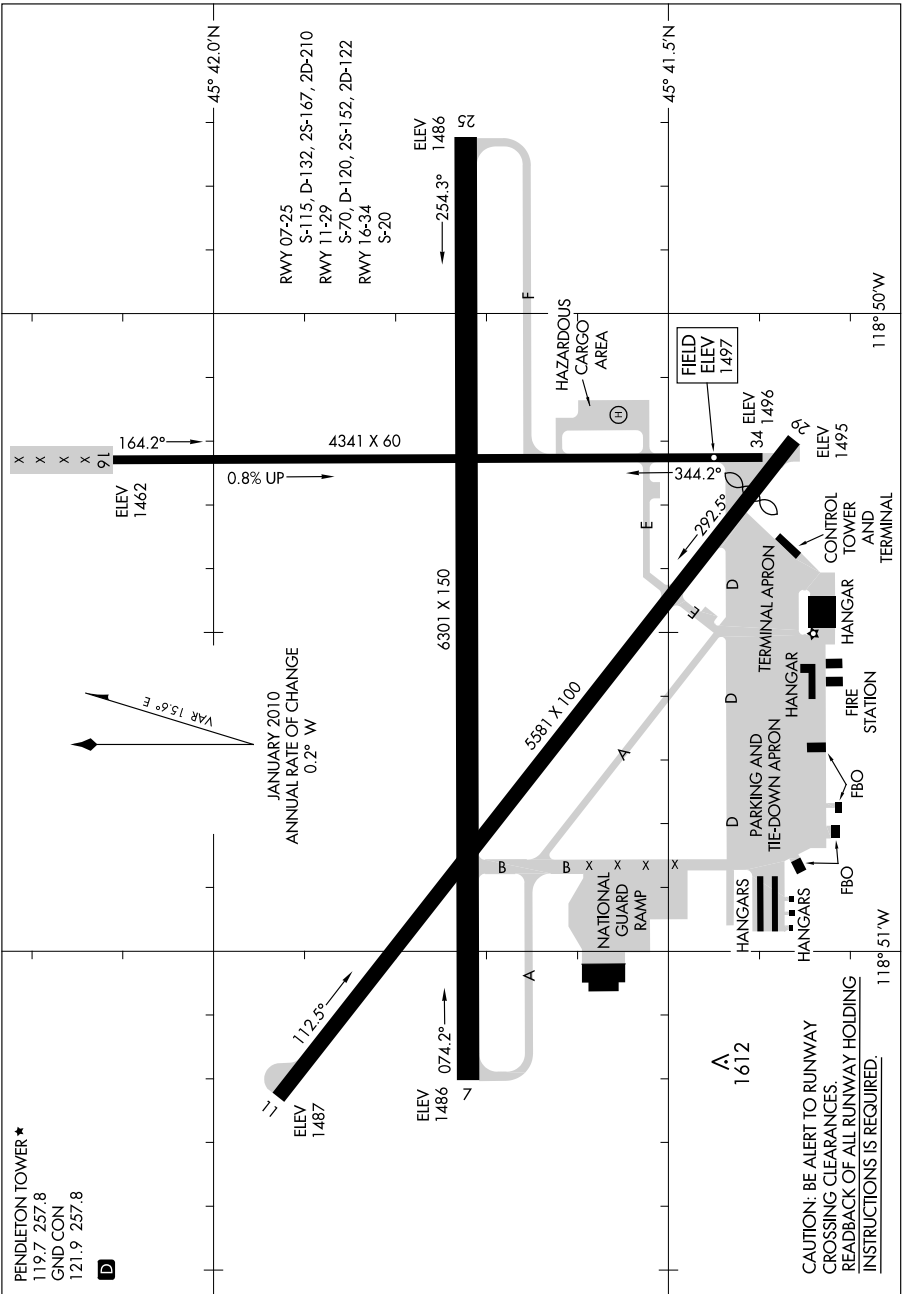 PENDLETON TOWER★
119.7 257.8
GND CON
121.9 257.8
D
JANUARY 2010
ANNUAL RATE OF CHANGE
0.2° W
VAR 15.6° E
X X X X
16
164.2°
ELEV
1462
0.8% UP
4341 X 60
45° 42.0'N
RWY 07-25
S-115, D-132, 2S-167, 2D-210
RWY 11-29
S-70, D-120, 2S-152, 2D-122
RWY 16-34
S-20
11
112.5°
ELEV
1487
ELEV
1486
074.2°
7
6301 X 150
ELEV
1486
25
254.3°
5581 X 100
A
B
B
X X X X
A
F
HAZARDOUS
CARGO
AREA
H
E
E
NATIONAL
GUARD
RAMP
292.5°
344.2°
FIELD
ELEV
1497
45° 41.5'N
34
ELEV
1496
29
ELEV
1495
D
D
D
HANGARS
HANGARS
PARKING AND
TIE-DOWN APRON
TERMINAL APRON
HANGAR
HANGAR
FBO
FBO
FIRE
STATION
CONTROL
TOWER
AND
TERMINAL
1612
CAUTION: BE ALERT TO RUNWAY
CROSSING CLEARANCES.
READBACK OF ALL RUNWAY HOLDING
INSTRUCTIONS IS REQUIRED.
118° 51'W
118° 50'W